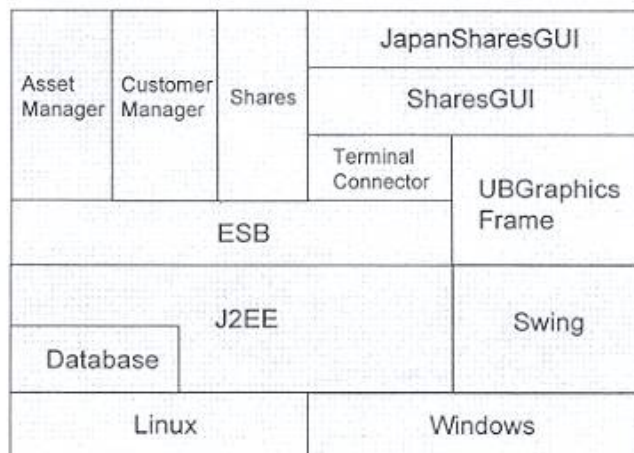 JapanSharesGUI
Asset
Manager
Customer
Manager
Shares
SharesGUI
Terminal
Connector
UBGraphics
Frame
ESB
J2EE
Swing
Database
Linux
Windows